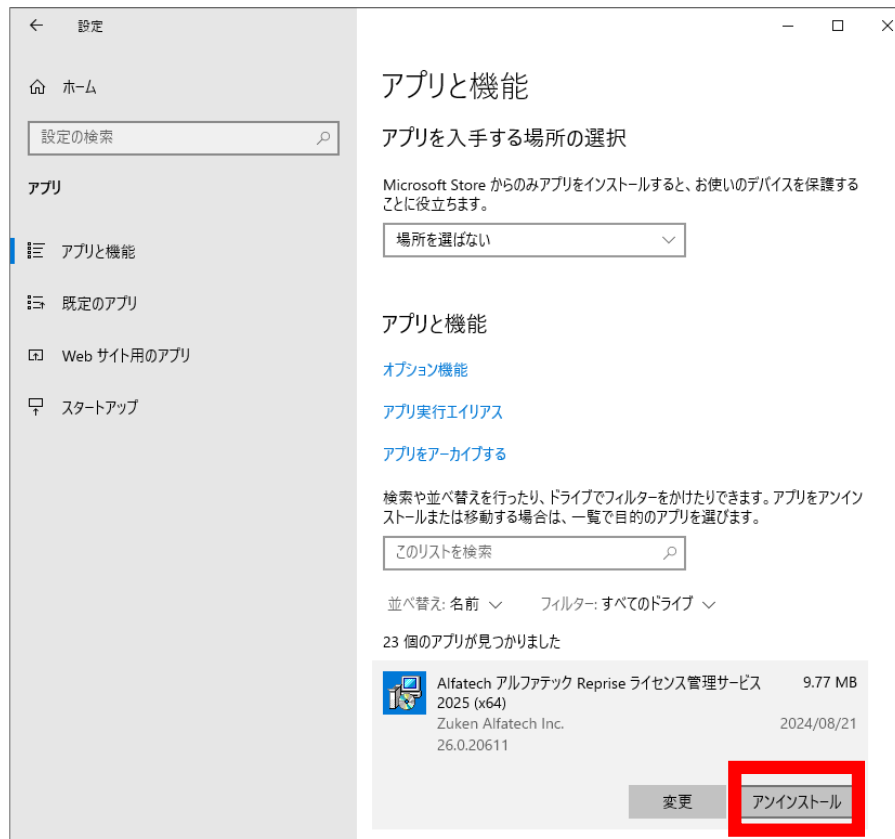 設定
ホーム
設定の検索
アプリ
アプリと機能
既定のアプリ
Web サイト用のアプリ
スタートアップ
アプリと機能
アプリを入手する場所の選択
Microsoft Store からのみアプリをインストールすると、お使いのデバイスを保護する
ことに役立ちます。
場所を選ばない
アプリと機能
オプション機能
アプリ実行エイリアス
アプリをアーカイブする
検索や並べ替えを行ったり、ドライブでフィルターをかけたりできます。アプリをアンイン
ストールまたは移動する場合は、一覧で目的のアプリを選びます。
このリストを検索
並べ替え: 名前 フィルター: すべてのドライブ
23 個のアプリが見つかりました
Alfatech アルファテック Reprise ライセンス管理サービス 9.77 MB
2025 (x64)
Zuken Alfatech Inc. 2024/08/21
26.0.20611
変更 アンインストール